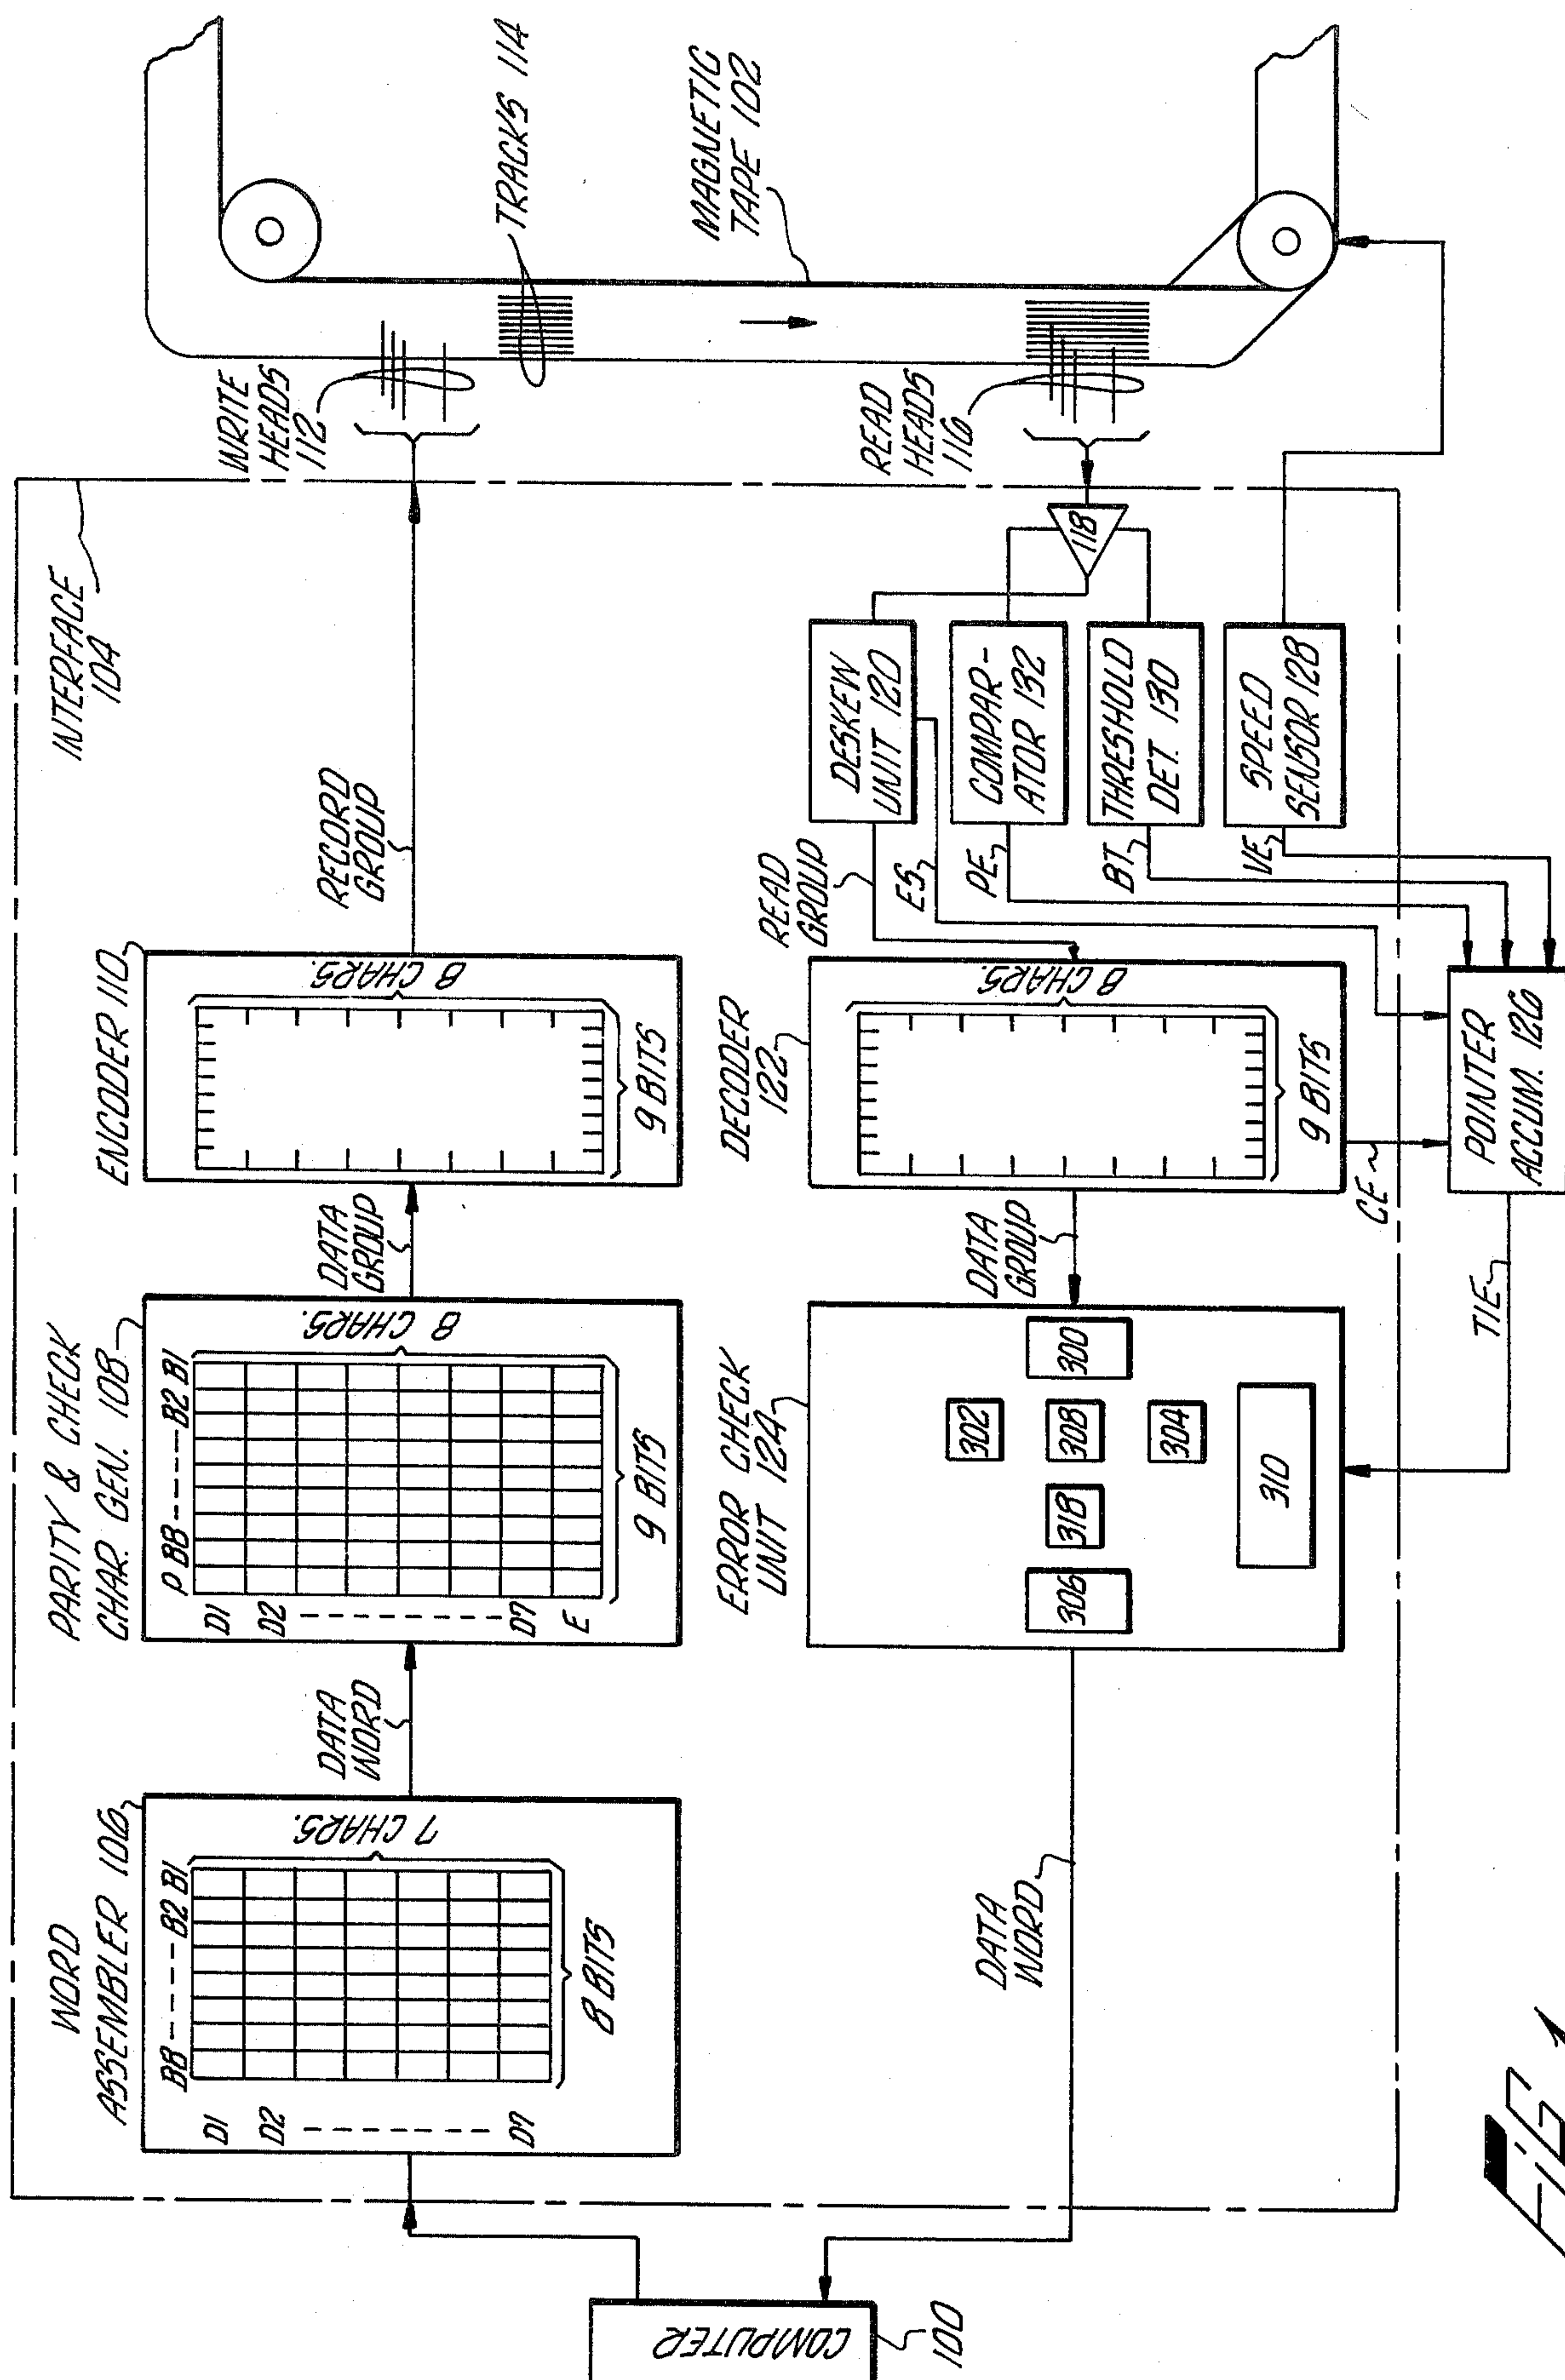 INTERFACE
104
WORD
ASSEMBLER 106
B8 ----- B2 B1
D1
D2
D7
7 CHARS.
8 BITS
DATA
WORD
PARITY & CHECK
CHAR. GEN. 108
P B8 ----- B2 B1
D1
D2
D7
E
8 CHARS.
9 BITS
DATA
GROUP
ENCODER 110
8 CHARS.
9 BITS
RECORD
GROUP
WRITE
HEADS
112
TRACKS 114
MAGNETIC
TAPE 102
READ
HEADS
116
118
DESKEW
UNIT 120
COMPAR-
ATOR 132
THRESHOLD
DET. 130
SPEED
SENSOR 128
READ
GROUP
ES
PE
BT
VE
DECODER
122
8 CHARS.
9 BITS
CE
POINTER
ACCUM. 126
TIE
DATA
GROUP
ERROR CHECK
UNIT 124
300
302
308
304
318
306
310
DATA
WORD
COMPUTER
100
FIG 1